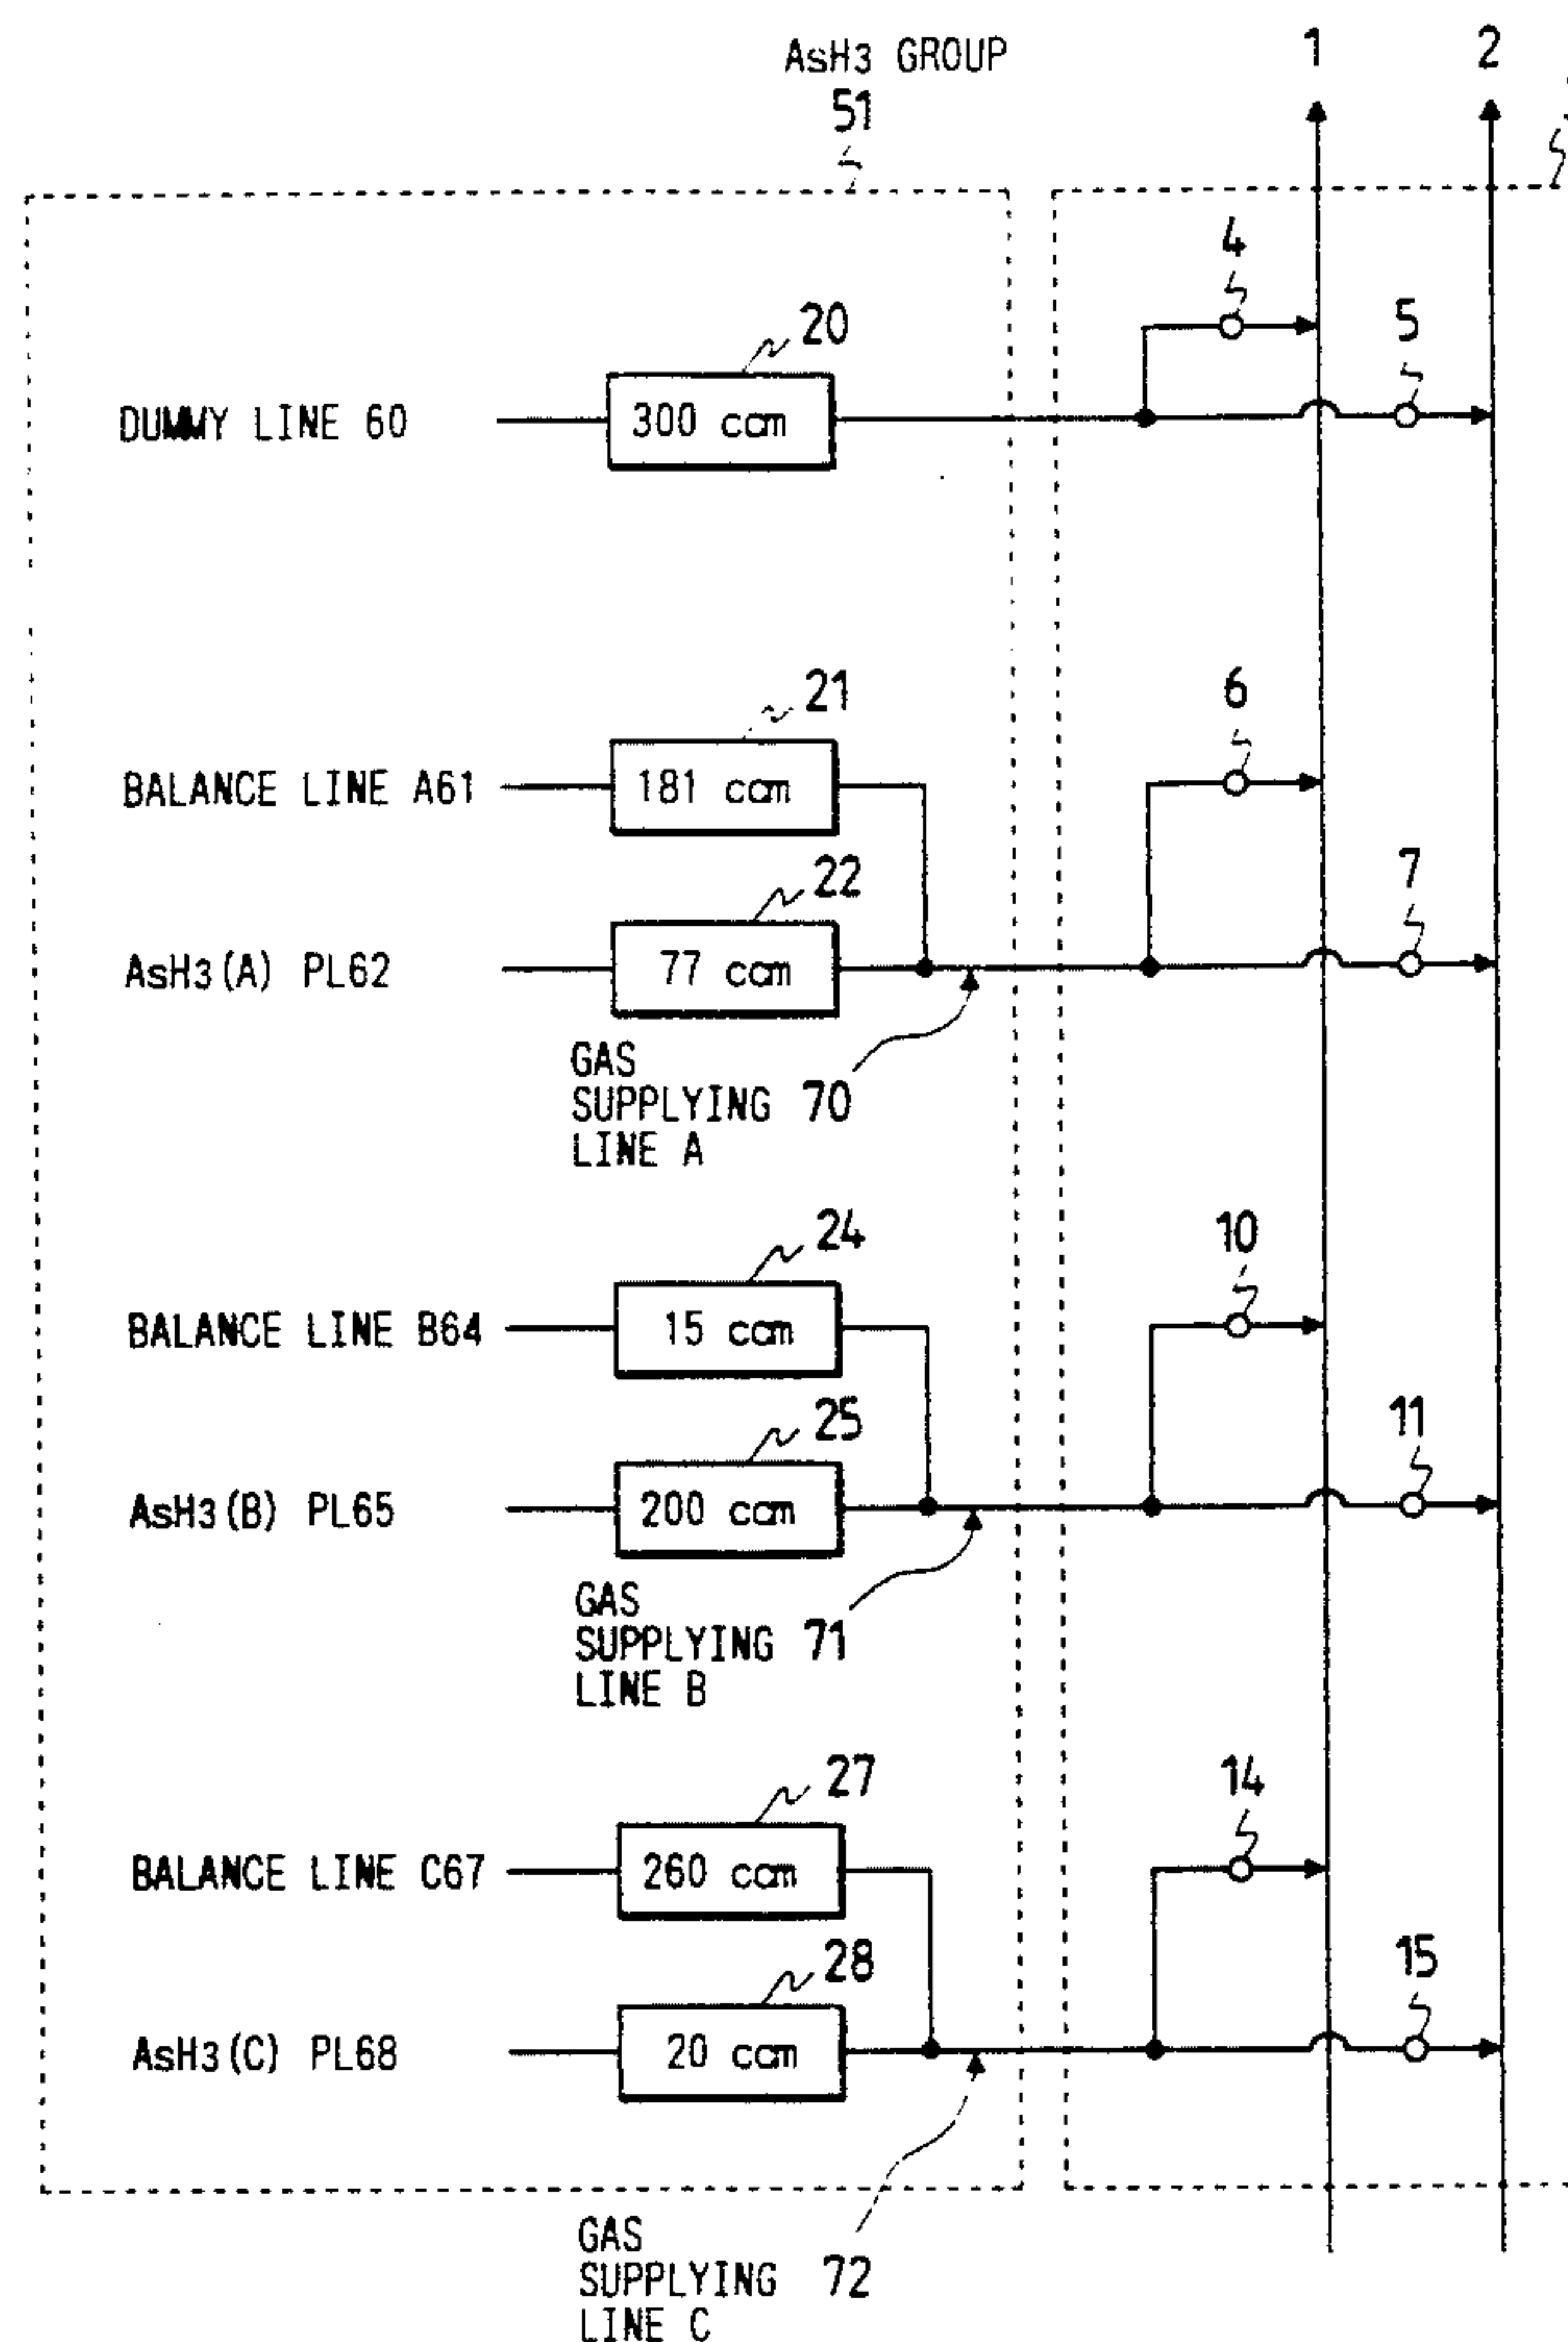 AsH3 GROUP
51
1
2
4
5
20
DUMMY LINE 60
300 ccm
21
6
BALANCE LINE A61
181 ccm
22
7
AsH3(A) PL62
77 ccm
GAS
SUPPLYING 70
LINE A
24
10
BALANCE LINE B64
15 ccm
25
11
AsH3(B) PL65
200 ccm
GAS
SUPPLYING 71
LINE B
27
14
BALANCE LINE C67
260 ccm
28
15
AsH3(C) PL68
20 ccm
GAS
SUPPLYING 72
LINE C